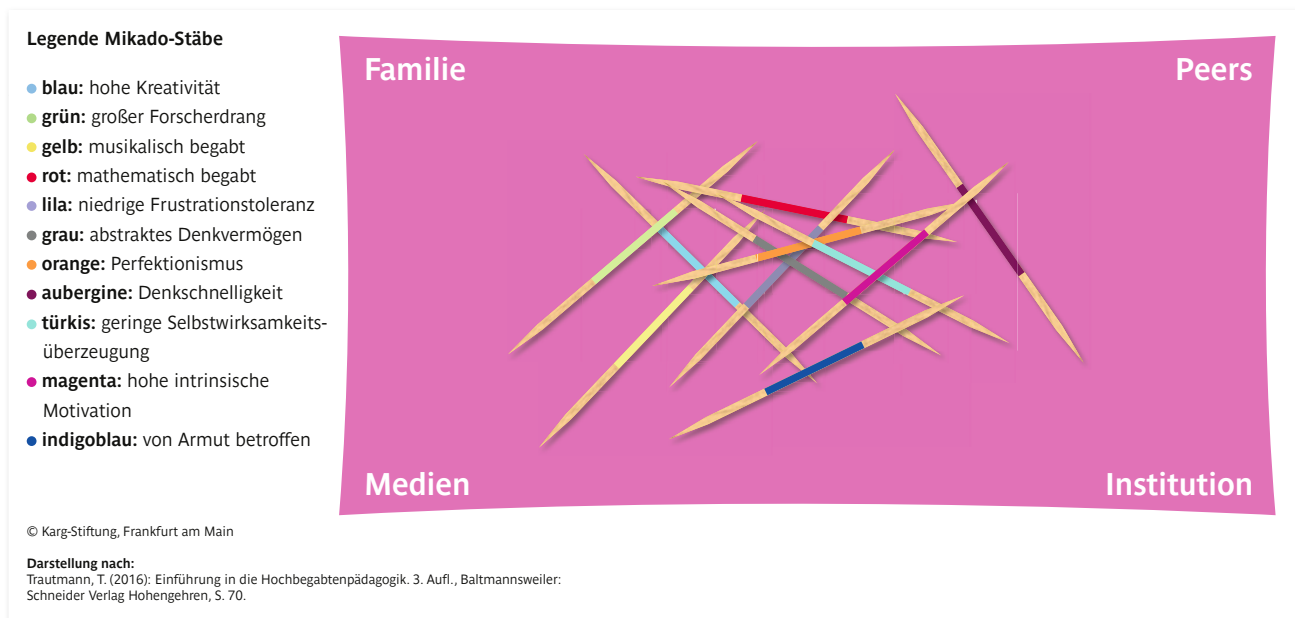 Legende Mikado-Stäbe
blau: hohe Kreativität
grün: großer Forscherdrang
gelb: musikalisch begabt
rot: mathematisch begabt
lila: niedrige Frustrationstoleranz
grau: abstraktes Denkvermögen
orange: Perfektionismus
aubergine: Denkschnelligkeit
türkis: geringe Selbstwirksamkeits-
überzeugung
magenta: hohe intrinsische
Motivation
indigoblau: von Armut betroffen
Familie
Peers
Medien
Institution
© Karg-Stiftung, Frankfurt am Main
Darstellung nach:
Trautmann, T. (2016): Einführung in die Hochbegabtenpädagogik. 3. Aufl., Baltmannsweiler:
Schneider Verlag Hohengehren, S. 70.